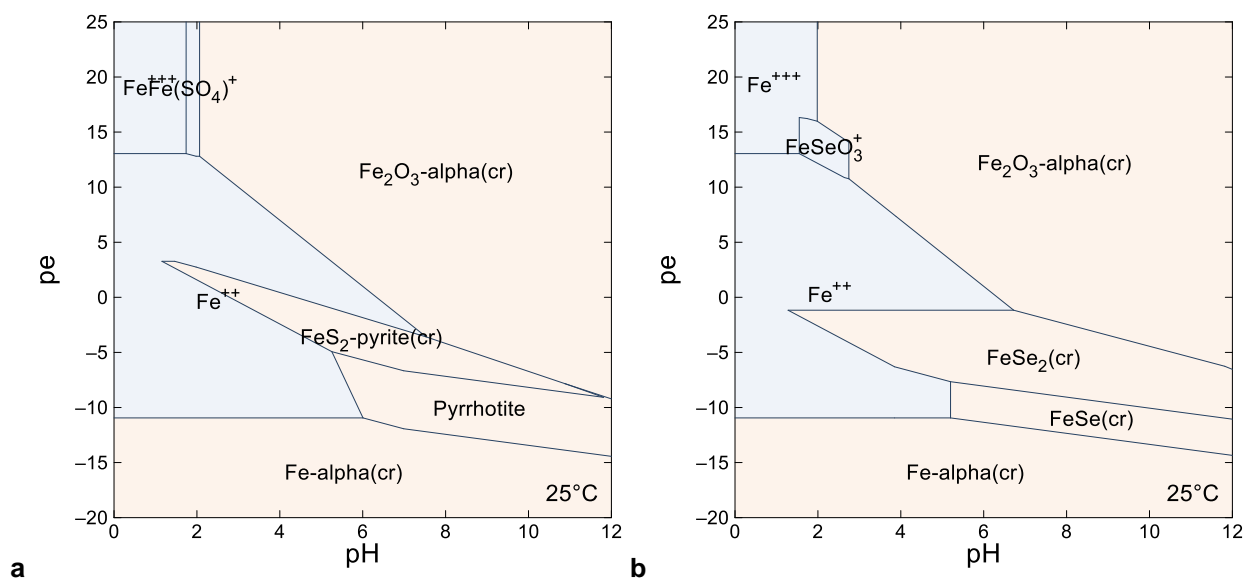 25
20
15
10
5
0
−5
−10
−15
−20
pe
0
2
4
6
8
10
12
pH
Fe+++
Fe(SO4)+
Fe2O3-alpha(cr)
Fe++
FeS2-pyrite(cr)
Pyrrhotite
Fe-alpha(cr)
25°C
a
25
20
15
10
5
0
−5
−10
−15
−20
pe
0
2
4
6
8
10
12
pH
Fe+++
FeSeO3+
Fe2O3-alpha(cr)
Fe++
FeSe2(cr)
FeSe(cr)
Fe-alpha(cr)
25°C
b